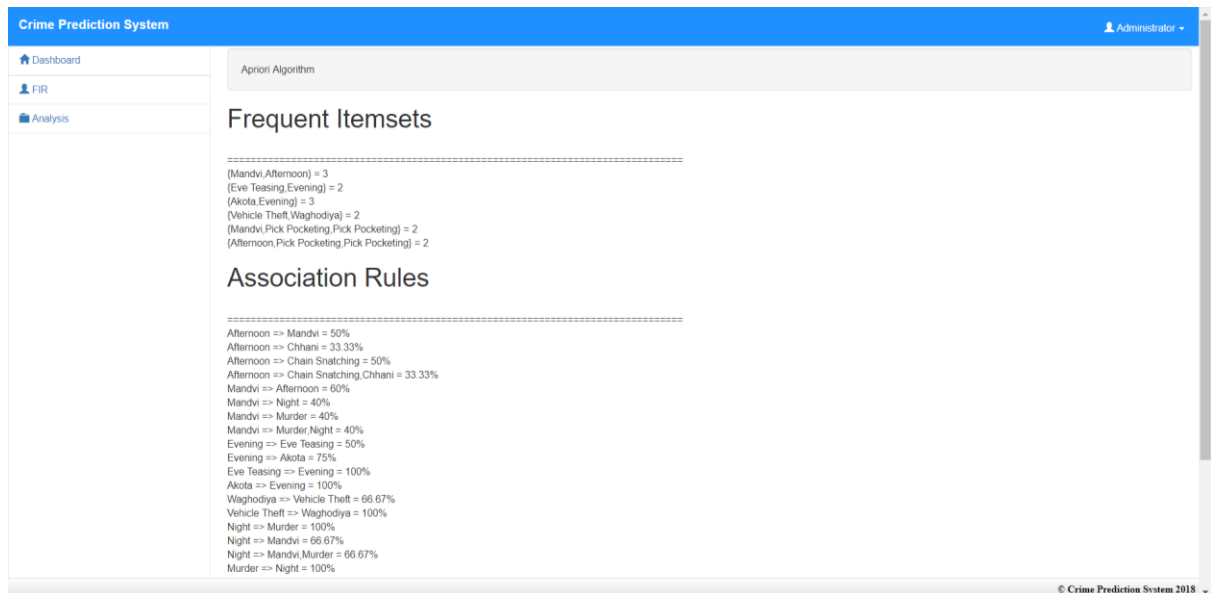 Crime Prediction System
Administrator
Dashboard
FIR
Analysis
Apriori Algorithm
Frequent Itemsets
===============================================================================
{Mandvi,Afternoon} = 3
{Eve Teasing,Evening} = 2
{Akota,Evening} = 3
{Vehicle Theft,Waghodiya} = 2
{Mandvi,Pick Pocketing,Pick Pocketing} = 2
{Afternoon,Pick Pocketing,Pick Pocketing} = 2
Association Rules
===============================================================================
Afternoon => Mandvi = 50%
Afternoon => Chhani = 33.33%
Afternoon => Chain Snatching = 50%
Afternoon => Chain Snatching,Chhani = 33.33%
Mandvi => Afternoon = 60%
Mandvi => Night = 40%
Mandvi => Murder = 40%
Mandvi => Murder,Night = 40%
Evening => Eve Teasing = 50%
Evening => Akota = 75%
Eve Teasing => Evening = 100%
Akota => Evening = 100%
Waghodiya => Vehicle Theft = 66.67%
Vehicle Theft => Waghodiya = 100%
Night => Murder = 100%
Night => Mandvi = 66.67%
Night => Mandvi,Murder = 66.67%
Murder => Night = 100%
© Crime Prediction System 2018